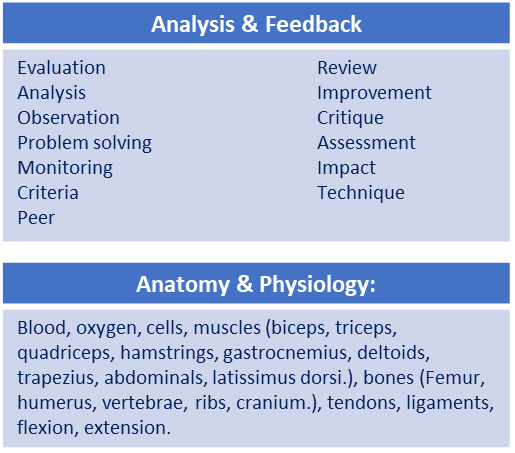 Analysis & Feedback
Evaluation
Analysis
Observation
Problem solving
Monitoring
Criteria
Peer
Review
Improvement
Critique
Assessment
Impact
Technique
Anatomy & Physiology:
Blood, oxygen, cells, muscles (biceps, triceps,
quadriceps, hamstrings, gastrocnemius, deltoids,
trapezius, abdominals, latissimus dorsi.), bones (Femur,
humerus, vertebrae, ribs, cranium.), tendons, ligaments,
flexion, extension.